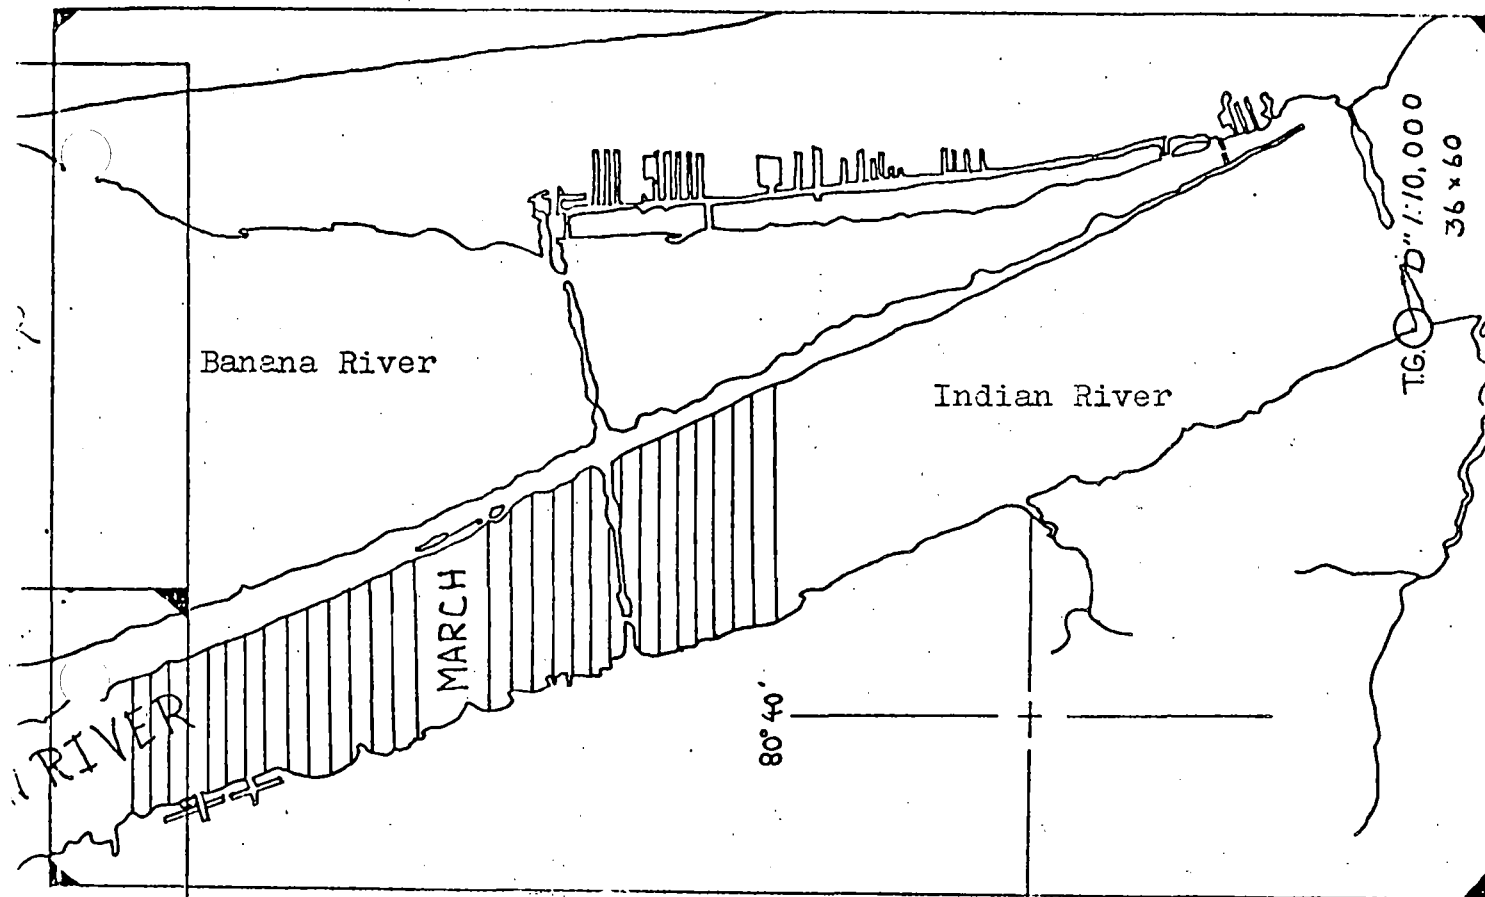 Banana River
Indian River
MARCH
RIVER
80° 40'
T.G.
"D" 1:10,000
36 x 60